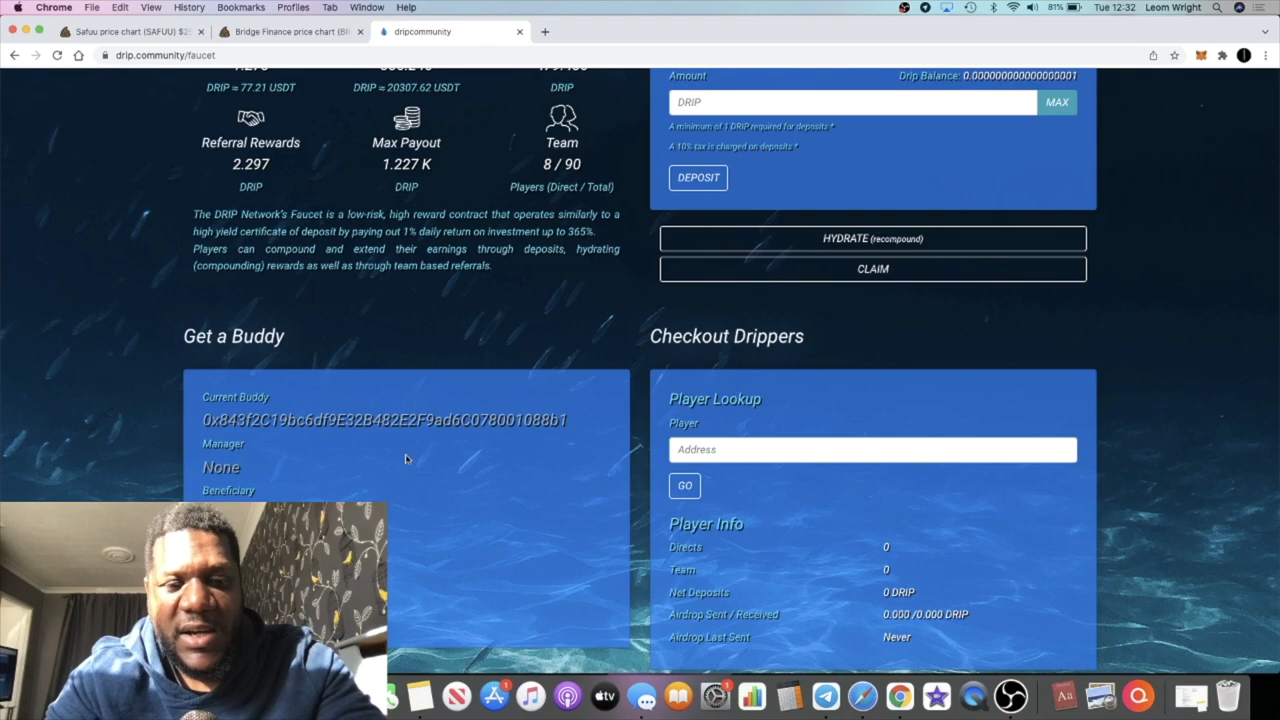 Chrome File Edit View History Bookmarks Profiles Tab Window Help 81% Tue 12:32 Leom Wright
Safuu price chart (SAFUU) $2 Bridge Finance price chart (BR dripcommunity
drip.community/faucet
DRIP ≈ 77.21 USDT DRIP ≈ 20307.62 USDT DRIP
Referral Rewards Max Payout Team
2.297 1.227 K 8 / 90
DRIP DRIP Players (Direct / Total)
The DRIP Network's Faucet is a low-risk, high reward contract that operates similarly to a
high yield certificate of deposit by paying out 1% daily return on investment up to 365%.
Players can compound and extend their earnings through deposits, hydrating
(compounding) rewards as well as through team based referrals.
Amount Drip Balance: 0.000000000000000001
DRIP MAX
A minimum of 1 DRIP required for deposits *
A 10% tax is charged on deposits *
DEPOSIT
HYDRATE (recompound)
CLAIM
Get a Buddy
Current Buddy
0x843f2C19bc6df9E32B482E2F9ad6C078001088b1
Manager
None
Beneficiary
Checkout Drippers
Player Lookup
Player
Address
GO
Player Info
Directs 0
Team 0
Net Deposits 0 DRIP
Airdrop Sent / Received 0.000 /0.000 DRIP
Airdrop Last Sent Never
tv
Aa